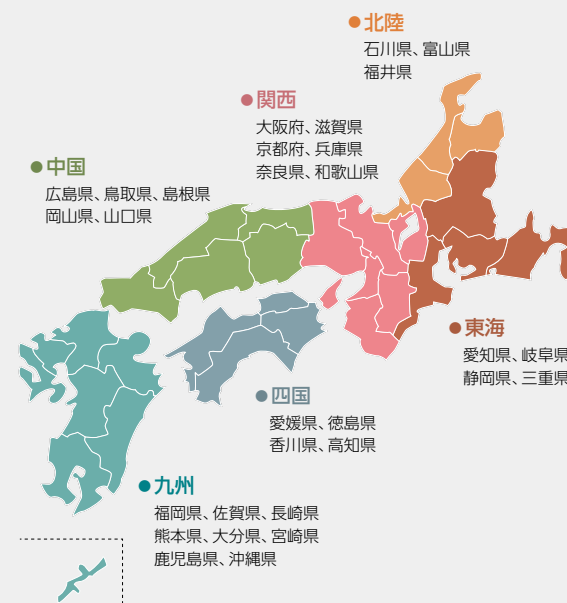 ●北陸
石川県、富山県
福井県
●関西
大阪府、滋賀県
京都府、兵庫県
奈良県、和歌山県
●中国
広島県、鳥取県、島根県
岡山県、山口県
●東海
愛知県、岐阜県
静岡県、三重県
●四国
愛媛県、徳島県
香川県、高知県
●九州
福岡県、佐賀県、長崎県
熊本県、大分県、宮崎県
鹿児島県、沖縄県